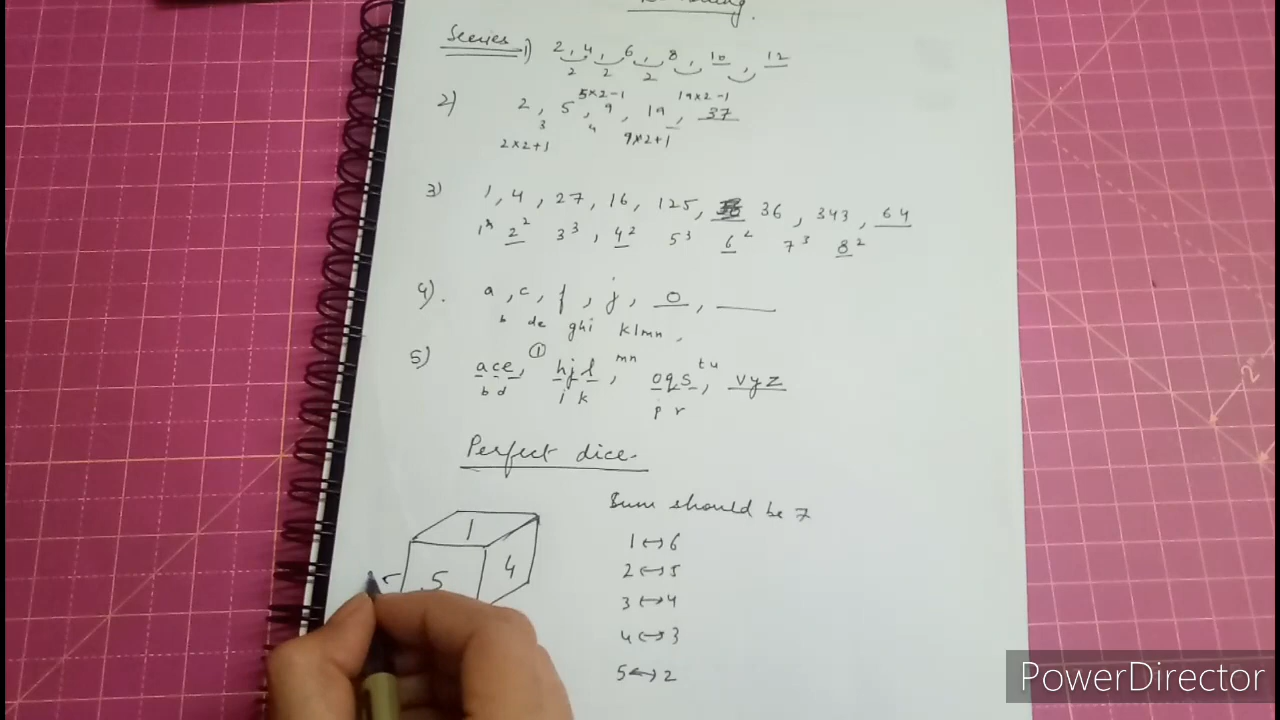 Series 1) 2, 4, 6, 8, 10, 12
2 2 2
5×2-1 19×2-1
2) 2, 5, 9, 19, 37
3 4
2×2+1 9×2+1
3) 1, 4, 27, 16, 125, 36, 343, 64
2² 3³, 4² 5³ 6² 7³ 8²
4). a, c, f, j, o,
b de ghi klmn,
5) ace, ① hjl, mn oqs, tu vyz
b d i k p r
Perfect dice.
Sum should be 7
1 ↔ 6
2 ↔ 5
3 ↔ 4
4 ↔ 3
5 ↔ 2
1
5 4
2
PowerDirector